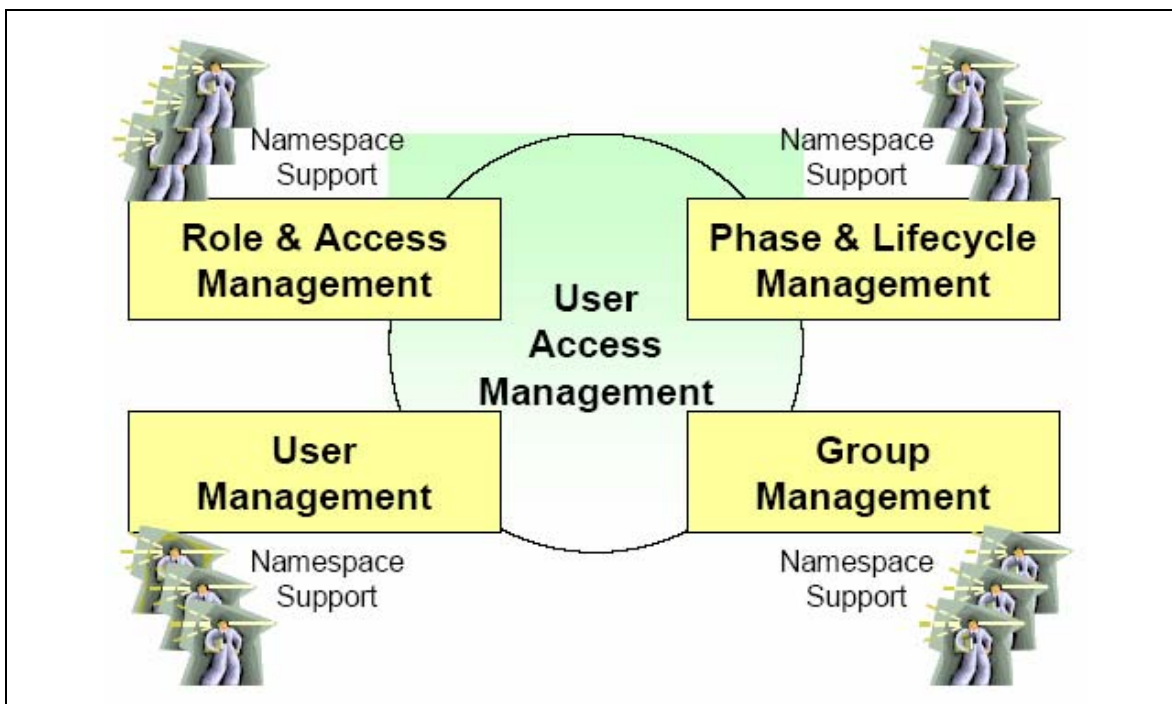 Namespace
Support
Namespace
Support
Role & Access
Management
Phase & Lifecycle
Management
User
Access
Management
User
Management
Group
Management
Namespace
Support
Namespace
Support